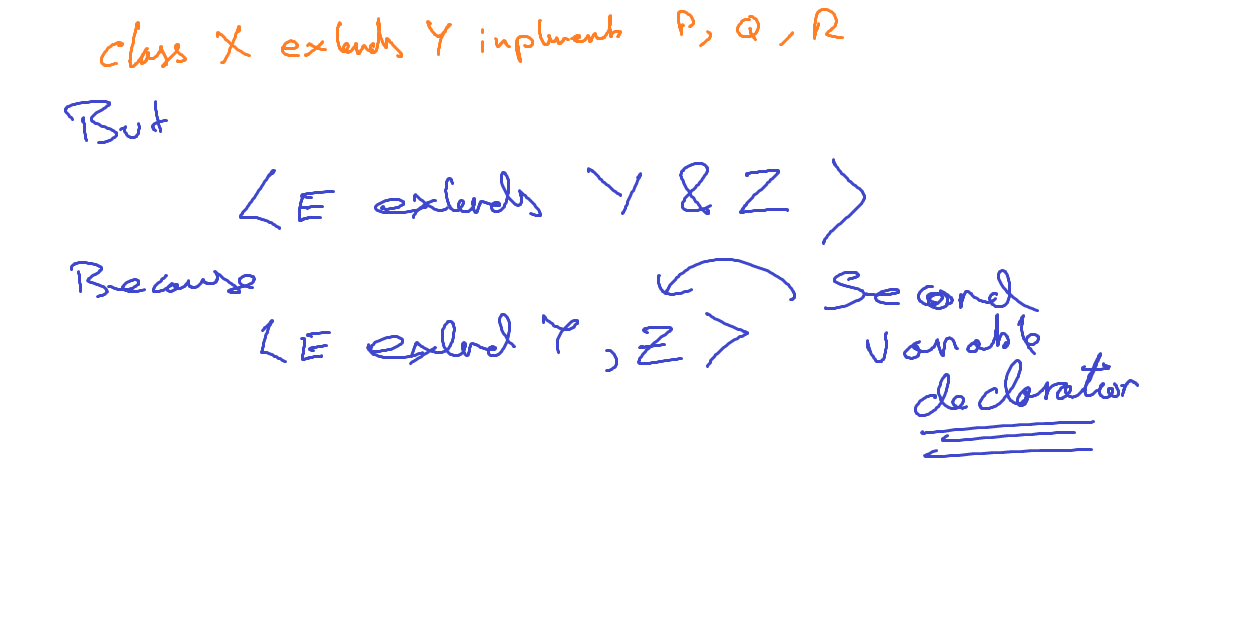 class X extends Y implements P, Q, R
But
<E extends Y & Z>
Because
<E extend Y, Z>
Second
variable
declaration